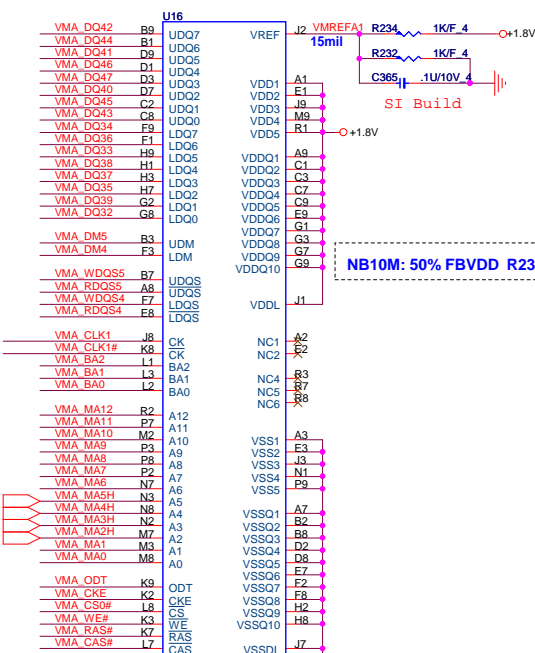 U16
VMA_DQ42 B9 UDQ7 VREF J2 VMREFA1 R234 1K/F_4 +1.8V
VMA_DQ44 B1 UDQ6 15mil
VMA_DQ41 D9 UDQ5 R232 1K/F_4
VMA_DQ46 D1 UDQ4
VMA_DQ47 D3 UDQ3 VDD1 A1 C365 .1U/10V_4
VMA_DQ40 D7 UDQ2 VDD2 E1
VMA_DQ45 C2 UDQ1 VDD3 J9 SI Build
VMA_DQ43 C8 UDQ0 VDD4 M9
VMA_DQ34 F9 LDQ7 VDD5 R1 +1.8V
VMA_DQ36 F1 LDQ6
VMA_DQ33 H9 LDQ5 VDDQ1 A9
VMA_DQ38 H1 LDQ4 VDDQ2 C1
VMA_DQ37 H3 LDQ3 VDDQ3 C3
VMA_DQ35 H7 LDQ2 VDDQ4 C7
VMA_DQ39 G2 LDQ1 VDDQ5 C9
VMA_DQ32 G8 LDQ0 VDDQ6 E9
VDDQ7 G1
VMA_DM5 B3 UDM VDDQ8 G3
VMA_DM4 F3 LDM VDDQ9 G7
VDDQ10 G9
NB10M: 50% FBVDD R23
VMA_WDQS5 B7 UDQS
VMA_RDQS5 A8 UDQS
VMA_WDQS4 F7 LDQS VDDL J1
VMA_RDQS4 E8 LDQS
VMA_CLK1 J8 CK NC1 A2
VMA_CLK1# K8 CK NC2 E2
VMA_BA2 L1 BA2
VMA_BA1 L3 BA1 NC4 R3
VMA_BA0 L2 BA0 NC5 R7
NC6 R8
VMA_MA12 R2 A12
VMA_MA11 P7 A11
VMA_MA10 M2 A10 VSS1 A3
VMA_MA9 P3 A9 VSS2 E3
VMA_MA8 P8 A8 VSS3 J3
VMA_MA7 P2 A7 VSS4 N1
VMA_MA6 N7 A6 VSS5 P9
VMA_MA5H N3 A5
VMA_MA4H N8 A4 VSSQ1 A7
VMA_MA3H N2 A3 VSSQ2 B2
VMA_MA2H M7 A2 VSSQ3 B8
VMA_MA1 M3 A1 VSSQ4 D2
VMA_MA0 M8 A0 VSSQ5 D8
VSSQ6 E7
VMA_ODT K9 ODT VSSQ7 F2
VMA_CKE K2 CKE VSSQ8 F8
VMA_CS0# L8 CS VSSQ9 H2
VMA_WE# K3 WE VSSQ10 H8
VMA_RAS# K7 RAS
VMA_CAS# L7 CAS VSSDL J7